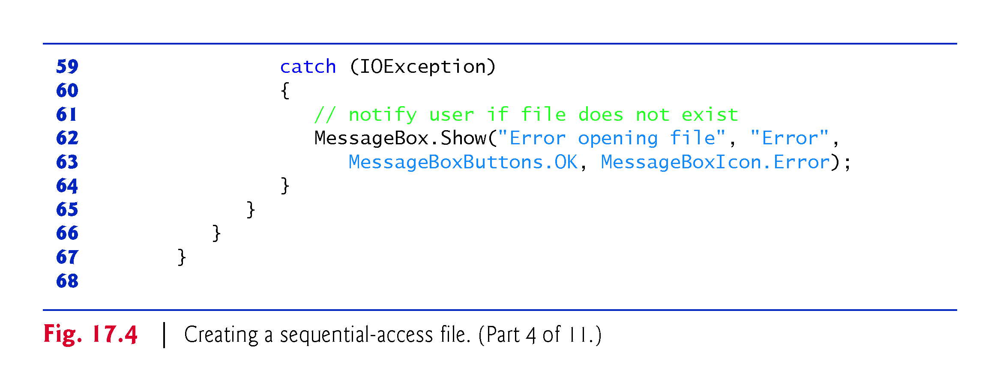 59 catch (IOException)
60 {
61 // notify user if file does not exist
62 MessageBox.Show("Error opening file", "Error",
63 MessageBoxButtons.OK, MessageBoxIcon.Error);
64 }
65 }
66 }
67 }
68
Fig. 17.4 | Creating a sequential-access file. (Part 4 of 11.)